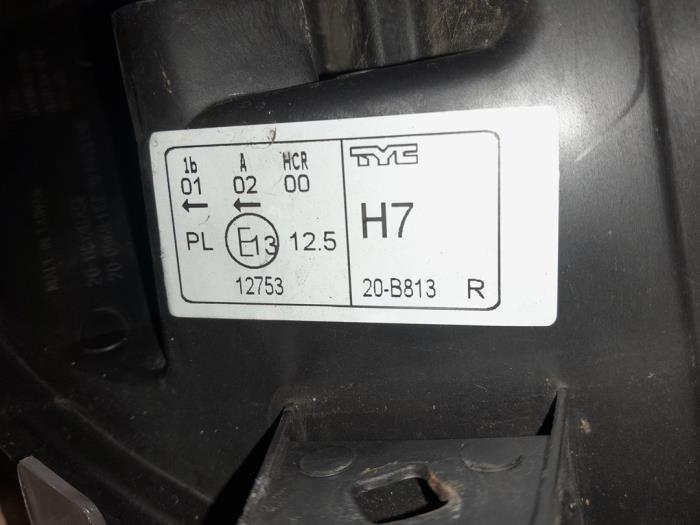 1b A HCR
01 02 00
← ←
PL E13 12.5
12753
TYC
H7
20-B813 R